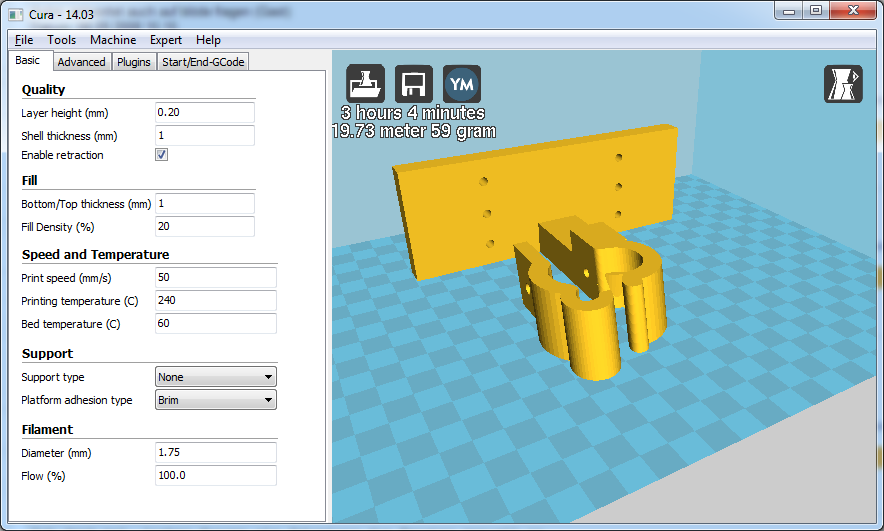 Cura - 14.03
File Tools Machine Expert Help
Basic Advanced Plugins Start/End-GCode
Quality
Layer height (mm) 0.20
Shell thickness (mm) 1
Enable retraction
Fill
Bottom/Top thickness (mm) 1
Fill Density (%) 20
Speed and Temperature
Print speed (mm/s) 50
Printing temperature (C) 240
Bed temperature (C) 60
Support
Support type None
Platform adhesion type Brim
Filament
Diameter (mm) 1.75
Flow (%) 100.0
YM
3 hours 4 minutes
19.73 meter 59 gram